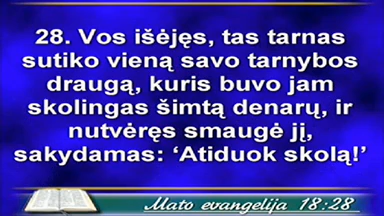 28. Vos išėjęs, tas tarnas
sutiko vieną savo tarnybos
draugą, kuris buvo jam
skolingas šimtą denarų, ir
nutvėręs smaugė jį,
sakydamas: ‘Atiduok skolą!’
Mato evangelija 18:28